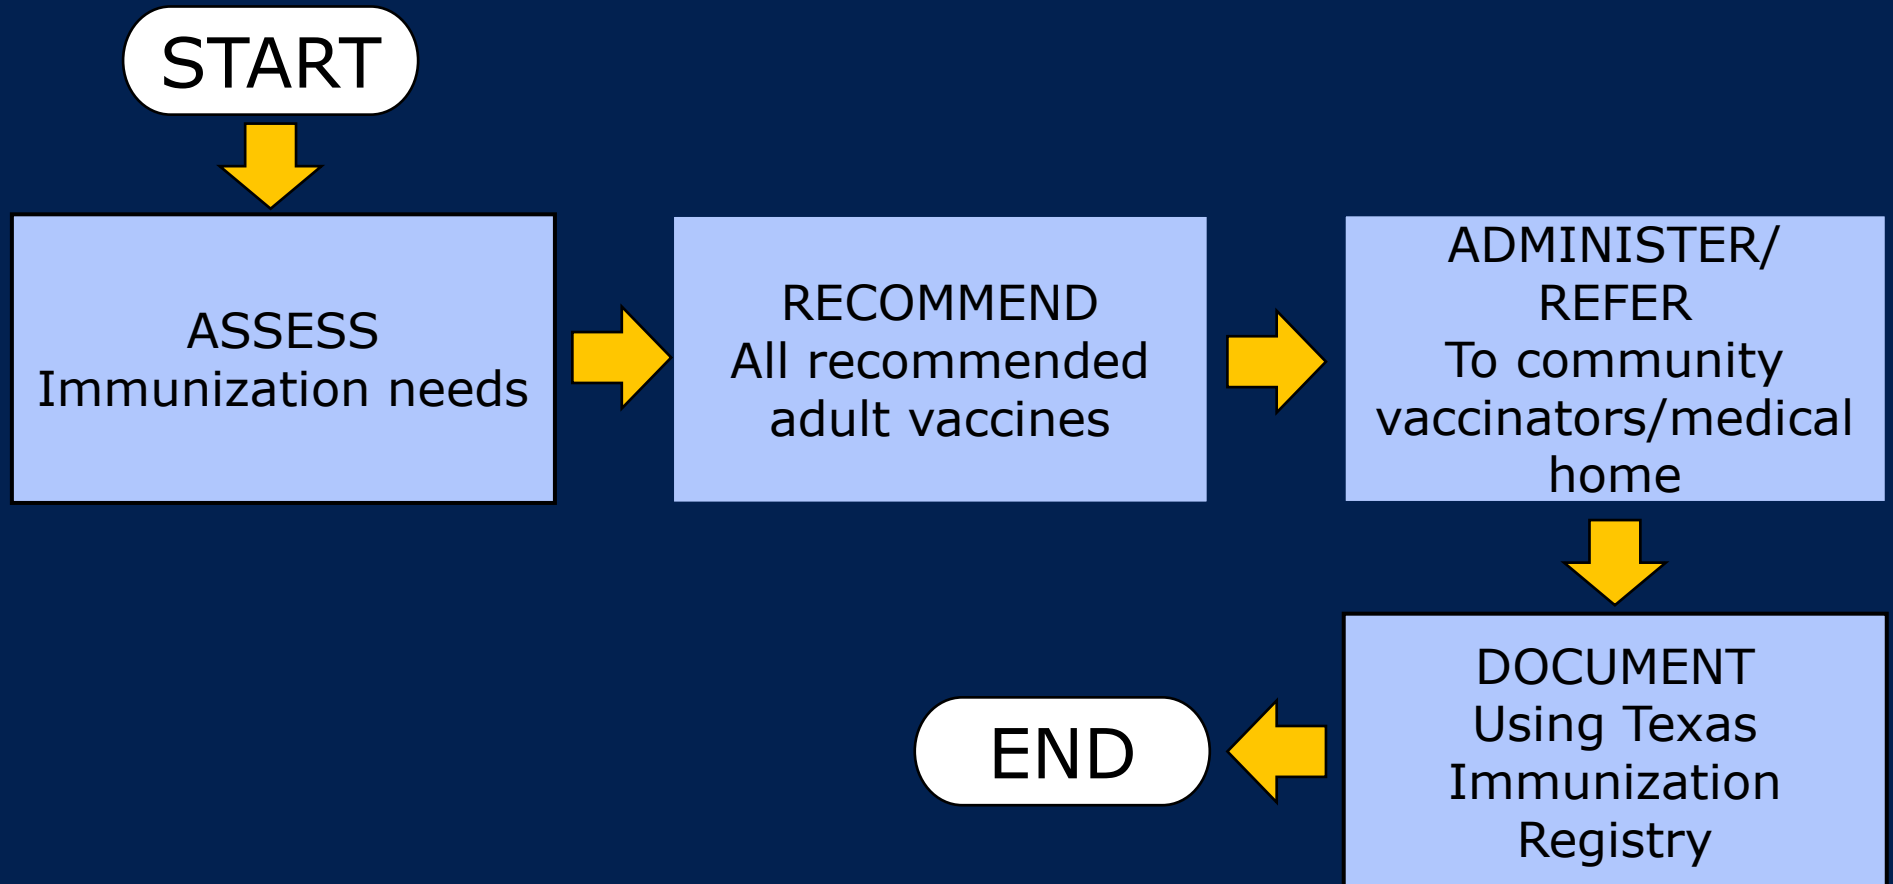 START
ASSESS
Immunization needs
RECOMMEND
All recommended
adult vaccines
ADMINISTER/
REFER
To community
vaccinators/medical
home
DOCUMENT
Using Texas
Immunization
Registry
END